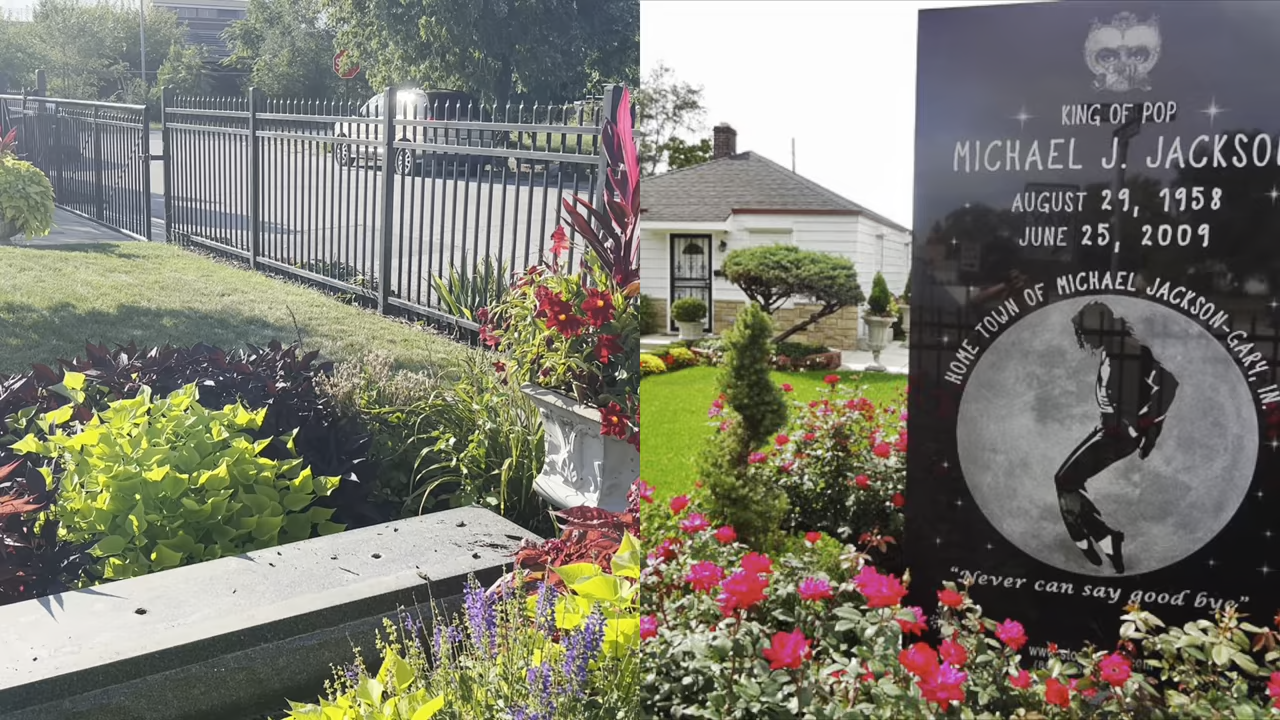 KING OF POP
MICHAEL J. JACKSO
AUGUST 29, 1958
JUNE 25, 2009
HOME TOWN OF MICHAEL JACKSON-GARY, IN
"Never can say good bye"